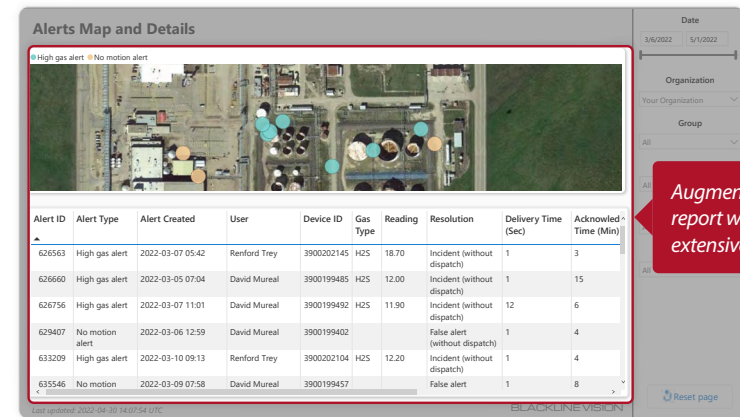 Alerts Map and Details
High gas alert No motion alert
Date
3/6/2022 5/1/2022
Organization
Your Organization
Group
All
All
All
Augmen
report w
extensiv
Alert ID Alert Type Alert Created User Device ID Gas Type Reading Resolution Delivery Time (Sec) Acknowled Time (Min)
626563 High gas alert 2022-03-07 05:42 Renford Trey 3900202145 H2S 18.70 Incident (without dispatch) 1 3
626660 High gas alert 2022-03-05 07:04 David Mureal 3900199485 H2S 12.00 Incident (without dispatch) 1 15
626756 High gas alert 2022-03-07 11:01 David Mureal 3900199492 H2S 11.90 Incident (without dispatch) 12 6
629407 No motion alert 2022-03-06 12:59 David Mureal 3900199402 False alert (without dispatch) 1 4
633209 High gas alert 2022-03-10 09:13 Renford Trey 3900202104 H2S 12.20 Incident (without dispatch) 1 4
635546 No motion 2022-03-09 07:58 David Mureal 3900199457 False alert 1 8
Reset page
Last updated: 2022-04-30 14:07:54 UTC
BLACKLINE VISION